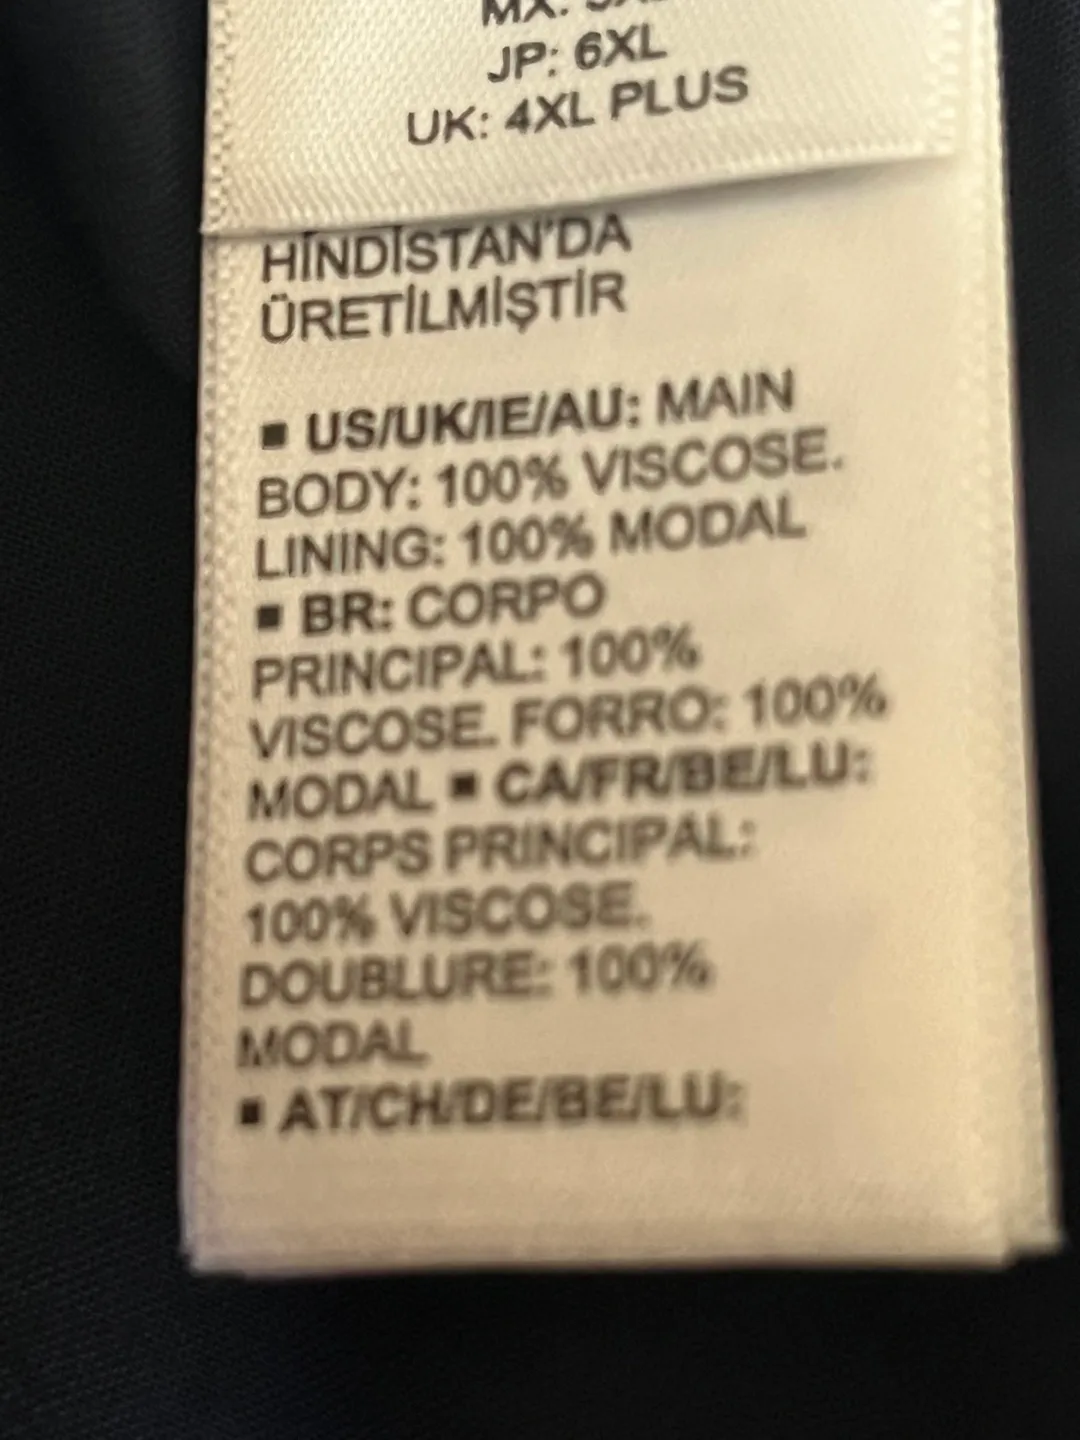 JP: 6XL
UK: 4XL PLUS
HİNDİSTAN'DA
ÜRETİLMİŞTİR
▪ US/UK/IE/AU: MAIN
BODY: 100% VISCOSE.
LINING: 100% MODAL
▪ BR: CORPO
PRINCIPAL: 100%
VISCOSE. FORRO: 100%
MODAL ▪ CA/FR/BE/LU:
CORPS PRINCIPAL:
100% VISCOSE.
DOUBLURE: 100%
MODAL
▪ AT/CH/DE/BE/LU: